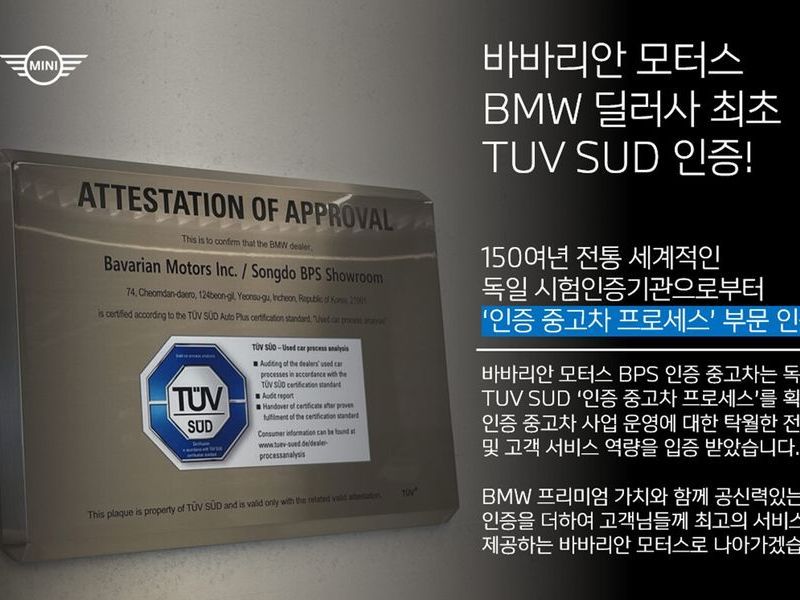 MINI
바바리안 모터스
BMW 딜러사 최초
TUV SUD 인증!
ATTESTATION OF APPROVAL
This is to confirm that the BMW dealer,
Bavarian Motors Inc. / Songdo BPS Showroom
74, Cheomdan-daero, 124beon-gil, Yeonsu-gu, Incheon, Republic of Korea, 21991
is certified according to the TÜV SÜD Auto Plus certification standard, "Used car process analysis"
TÜV
SÜD
TÜV SÜD – Used car process analysis
■ Auditing of the dealers' used car
processes in accordance with the
TÜV SÜD certification standard
■ Audit report
■ Handover of certificate after proven
fulfilment of the certification standard
Consumer information can be found at
www.tuev-sued.de/dealer-
processanalysis
This plaque is property of TÜV SÜD and is valid only with the related valid attestation.
TÜV®
150여년 전통 세계적인
독일 시험인증기관으로부터
‘인증 중고차 프로세스’ 부문
바바리안 모터스 BPS 인증 중고차는
TUV SUD ‘인증 중고차 프로세스’를
인증 중고차 사업 운영에 대한 탁월한
및 고객 서비스 역량을 입증 받았습니다.
BMW 프리미엄 가치와 함께 공신력있는
인증을 더하여 고객님들께 최고의 서비스
제공하는 바바리안 모터스로 나아가겠습